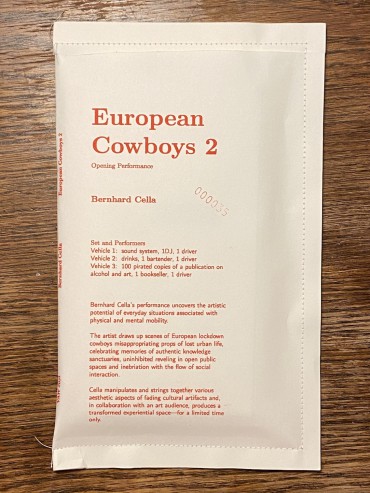 European
Cowboys 2
Opening Performance
Bernhard Cella
000039
Set and Performers
Vehicle 1: sound system, 1DJ, 1 driver
Vehicle 2: drinks, 1 bartender, 1 driver
Vehicle 3: 100 pirated copies of a publication on
alcohol and art, 1 bookseller, 1 driver
Bernhard Cella's performance uncovers the artistic
potential of everyday situations associated with
physical and mental mobility.
The artist draws up scenes of European lockdown
cowboys misappropriating props of lost urban life,
celebrating memories of authentic knowledge
sanctuaries, uninhibited reveling in open public
spaces and inebriation with the flow of social
interaction.
Cella manipulates and strings together various
aesthetic aspects of fading cultural artifacts and,
in collaboration with an art audience, produces a
transformed experiential space—for a limited time
only.
European Cowboys 2
Bernhard Cella